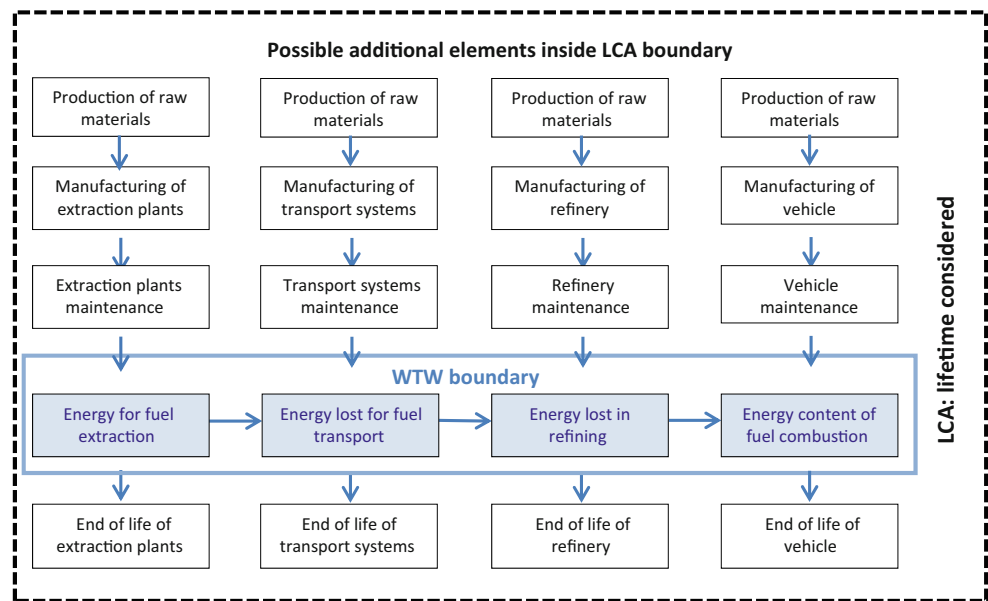 Possible additional elements inside LCA boundary
Production of raw
materials
Production of raw
materials
Production of raw
materials
Production of raw
materials
Manufacturing of
extraction plants
Manufacturing of
transport systems
Manufacturing of
refinery
Manufacturing of
vehicle
Extraction plants
maintenance
Transport systems
maintenance
Refinery
maintenance
Vehicle
maintenance
WTW boundary
Energy for fuel
extraction
Energy lost for fuel
transport
Energy lost in
refining
Energy content of
fuel combustion
End of life of
extraction plants
End of life of
transport systems
End of life of
refinery
End of life of
vehicle
LCA: lifetime considered